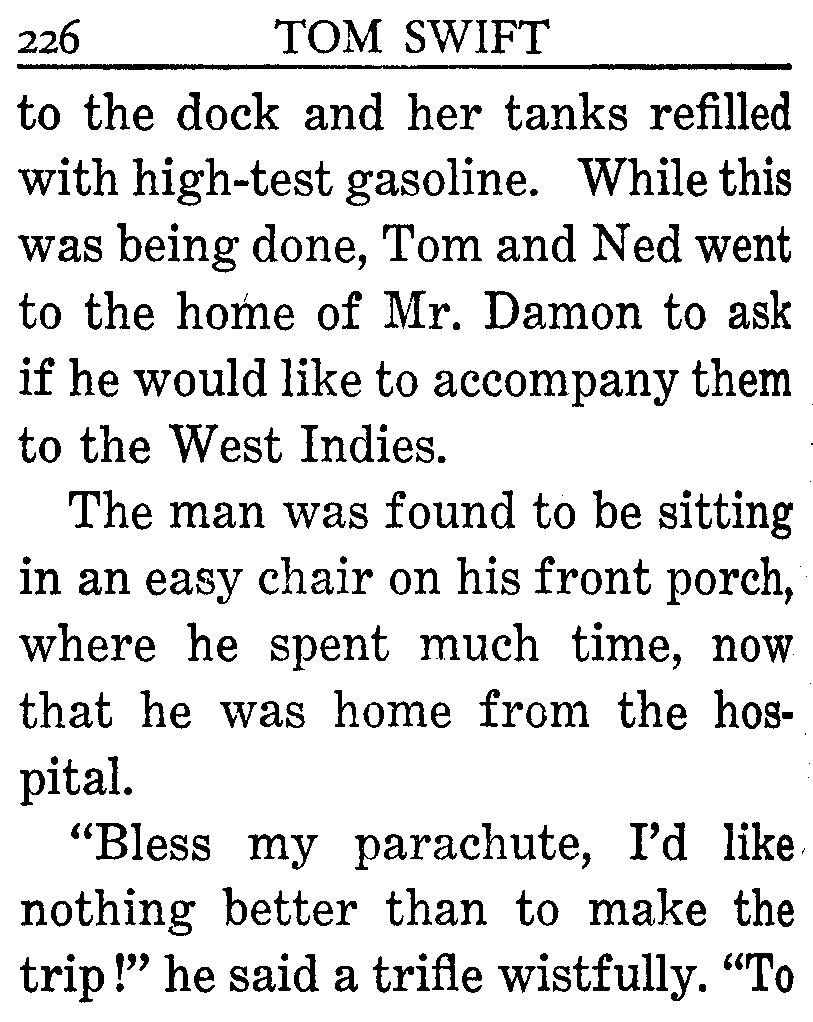 226 TOM SWIFT
to the dock and her tanks refilled
with high-test gasoline. While this
was being done, Tom and Ned went
to the home of Mr. Damon to ask
if he would like to accompany them
to the West Indies.
The man was found to be sitting
in an easy chair on his front porch,
where he spent much time, now
that he was home from the hos-
pital.
“Bless my parachute, I’d like
nothing better than to make the
trip!” he said a trifle wistfully. “To